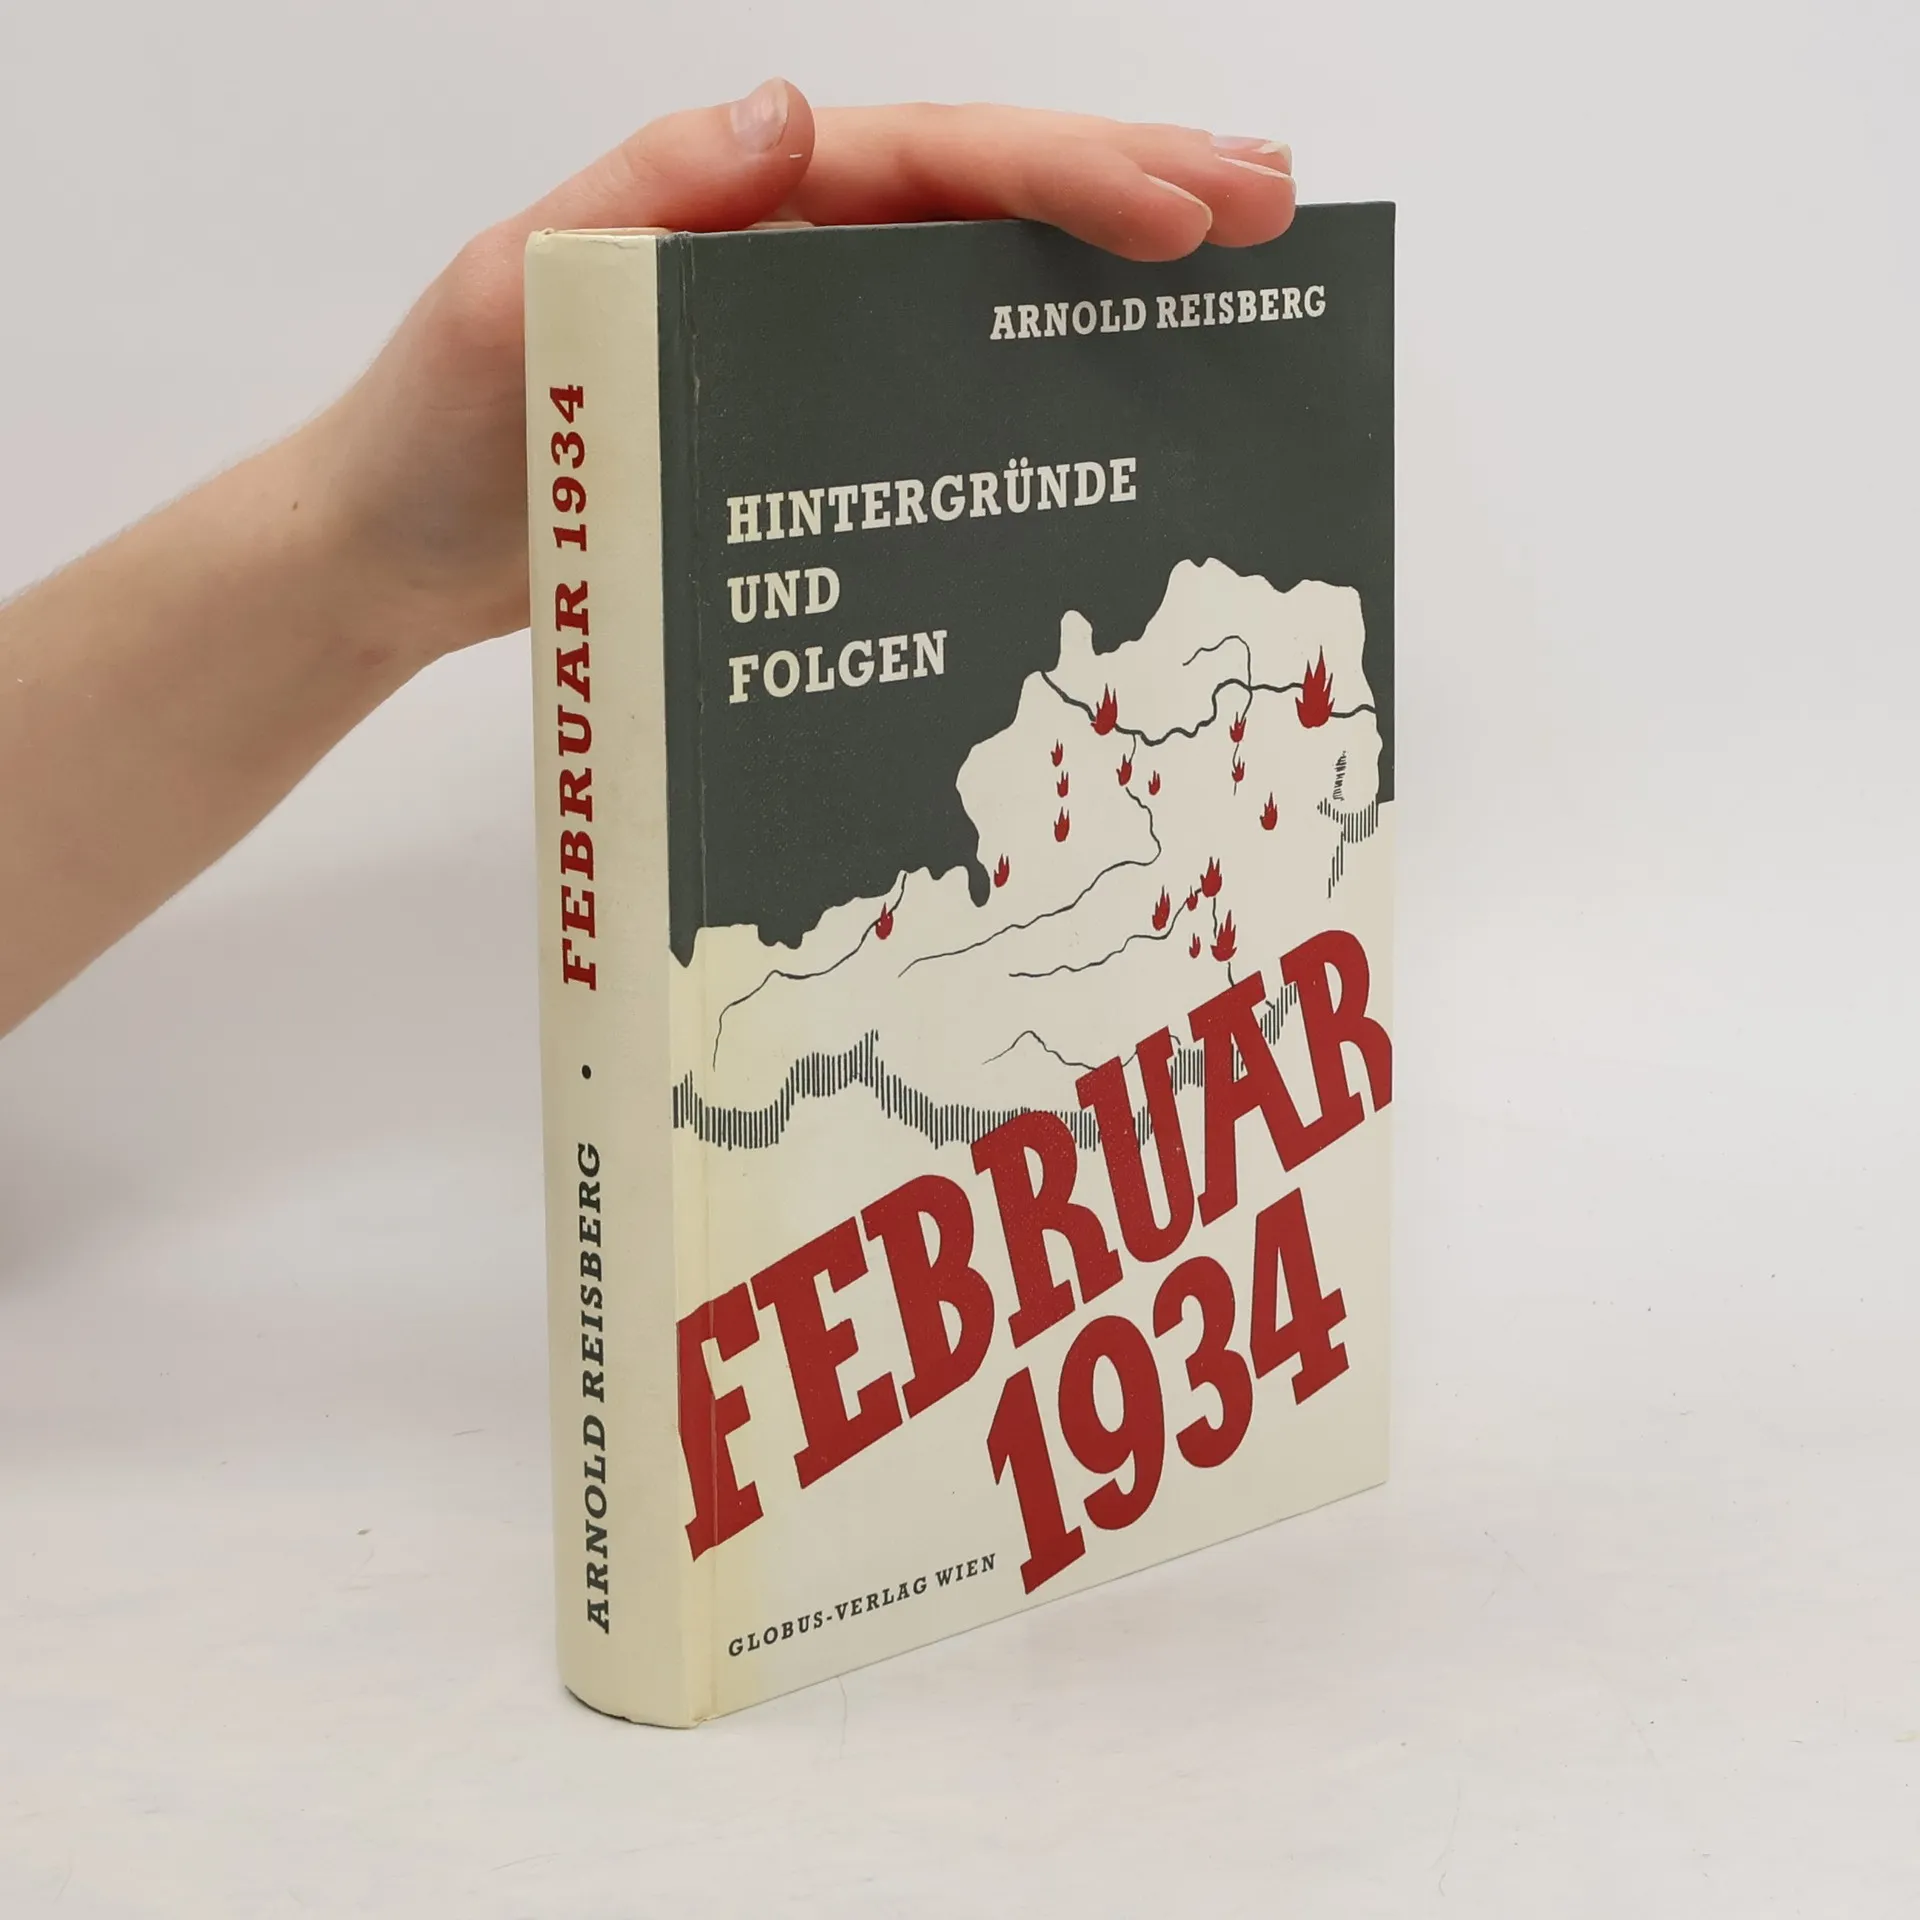 FEBRUAR 1934 • ARNOLD REISBERG
ARNOLD REISBERG
HINTERGRÜNDE
UND
FOLGEN
FEBRUAR
1934
GLOBUS-VERLAG WIEN